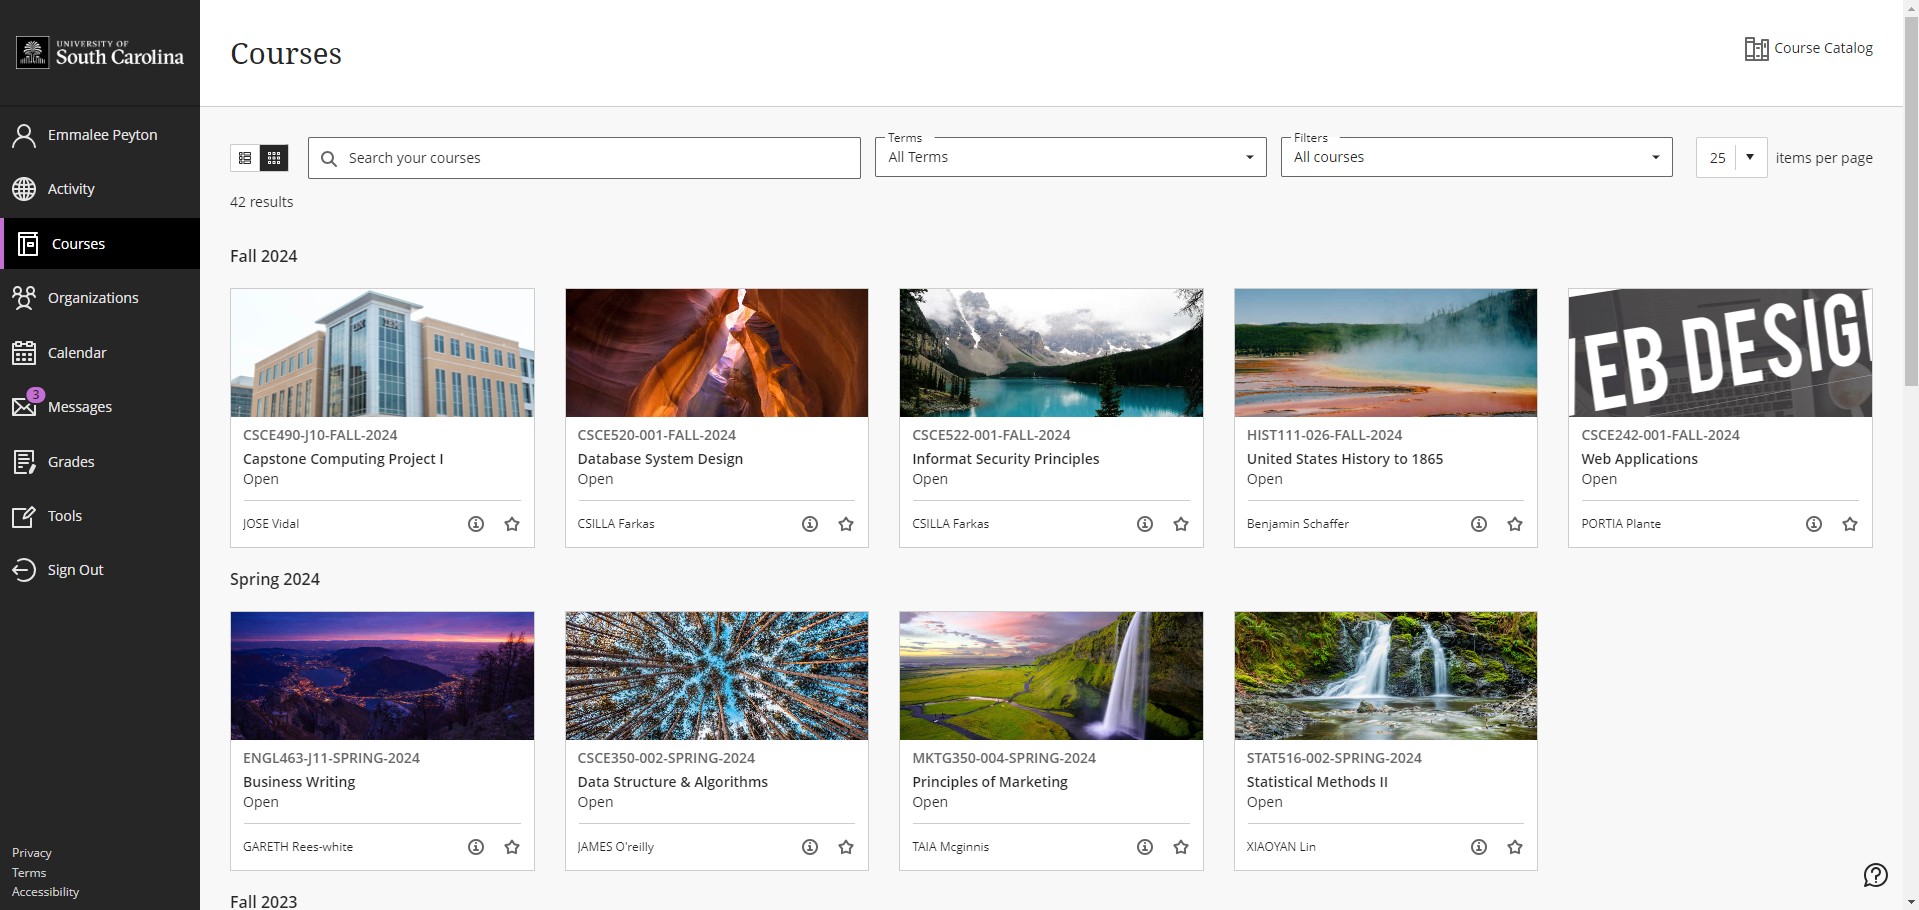 UNIVERSITY OF
South Carolina
Emmalee Peyton
Activity
Courses
Organizations
Calendar
3
Messages
Grades
Tools
Sign Out
Privacy
Terms
Accessibility
Courses
Course Catalog
Search your courses
Terms
All Terms
Filters
All courses
25
items per page
42 results
Fall 2024
CSCE490-J10-FALL-2024
Capstone Computing Project I
Open
JOSE Vidal
CSCE520-001-FALL-2024
Database System Design
Open
CSILLA Farkas
CSCE522-001-FALL-2024
Informat Security Principles
Open
CSILLA Farkas
HIST111-026-FALL-2024
United States History to 1865
Open
Benjamin Schaffer
WEB DESIGN
CSCE242-001-FALL-2024
Web Applications
Open
PORTIA Plante
Spring 2024
ENGL463-J11-SPRING-2024
Business Writing
Open
GARETH Rees-white
CSCE350-002-SPRING-2024
Data Structure & Algorithms
Open
JAMES O'reilly
MKTG350-004-SPRING-2024
Principles of Marketing
Open
TAIA Mcginnis
STAT516-002-SPRING-2024
Statistical Methods II
Open
XIAOYAN Lin
Fall 2023